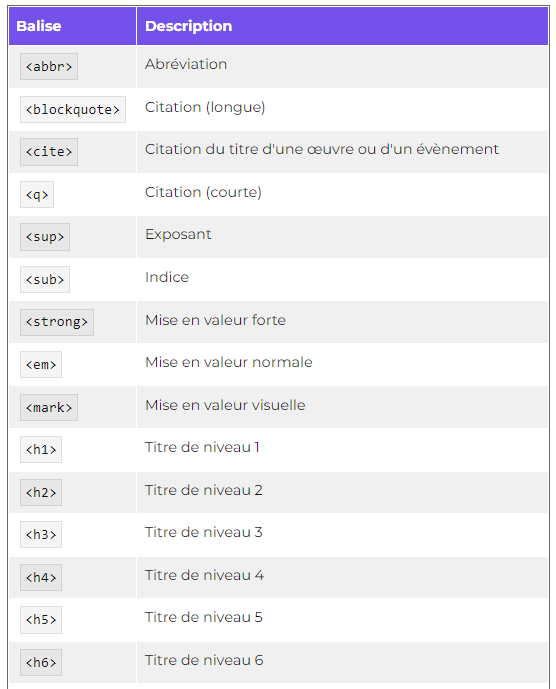 Balise Description
<abbr> Abréviation
<blockquote> Citation (longue)
<cite> Citation du titre d'une œuvre ou d'un évènement
<q> Citation (courte)
<sup> Exposant
<sub> Indice
<strong> Mise en valeur forte
<em> Mise en valeur normale
<mark> Mise en valeur visuelle
<h1> Titre de niveau 1
<h2> Titre de niveau 2
<h3> Titre de niveau 3
<h4> Titre de niveau 4
<h5> Titre de niveau 5
<h6> Titre de niveau 6